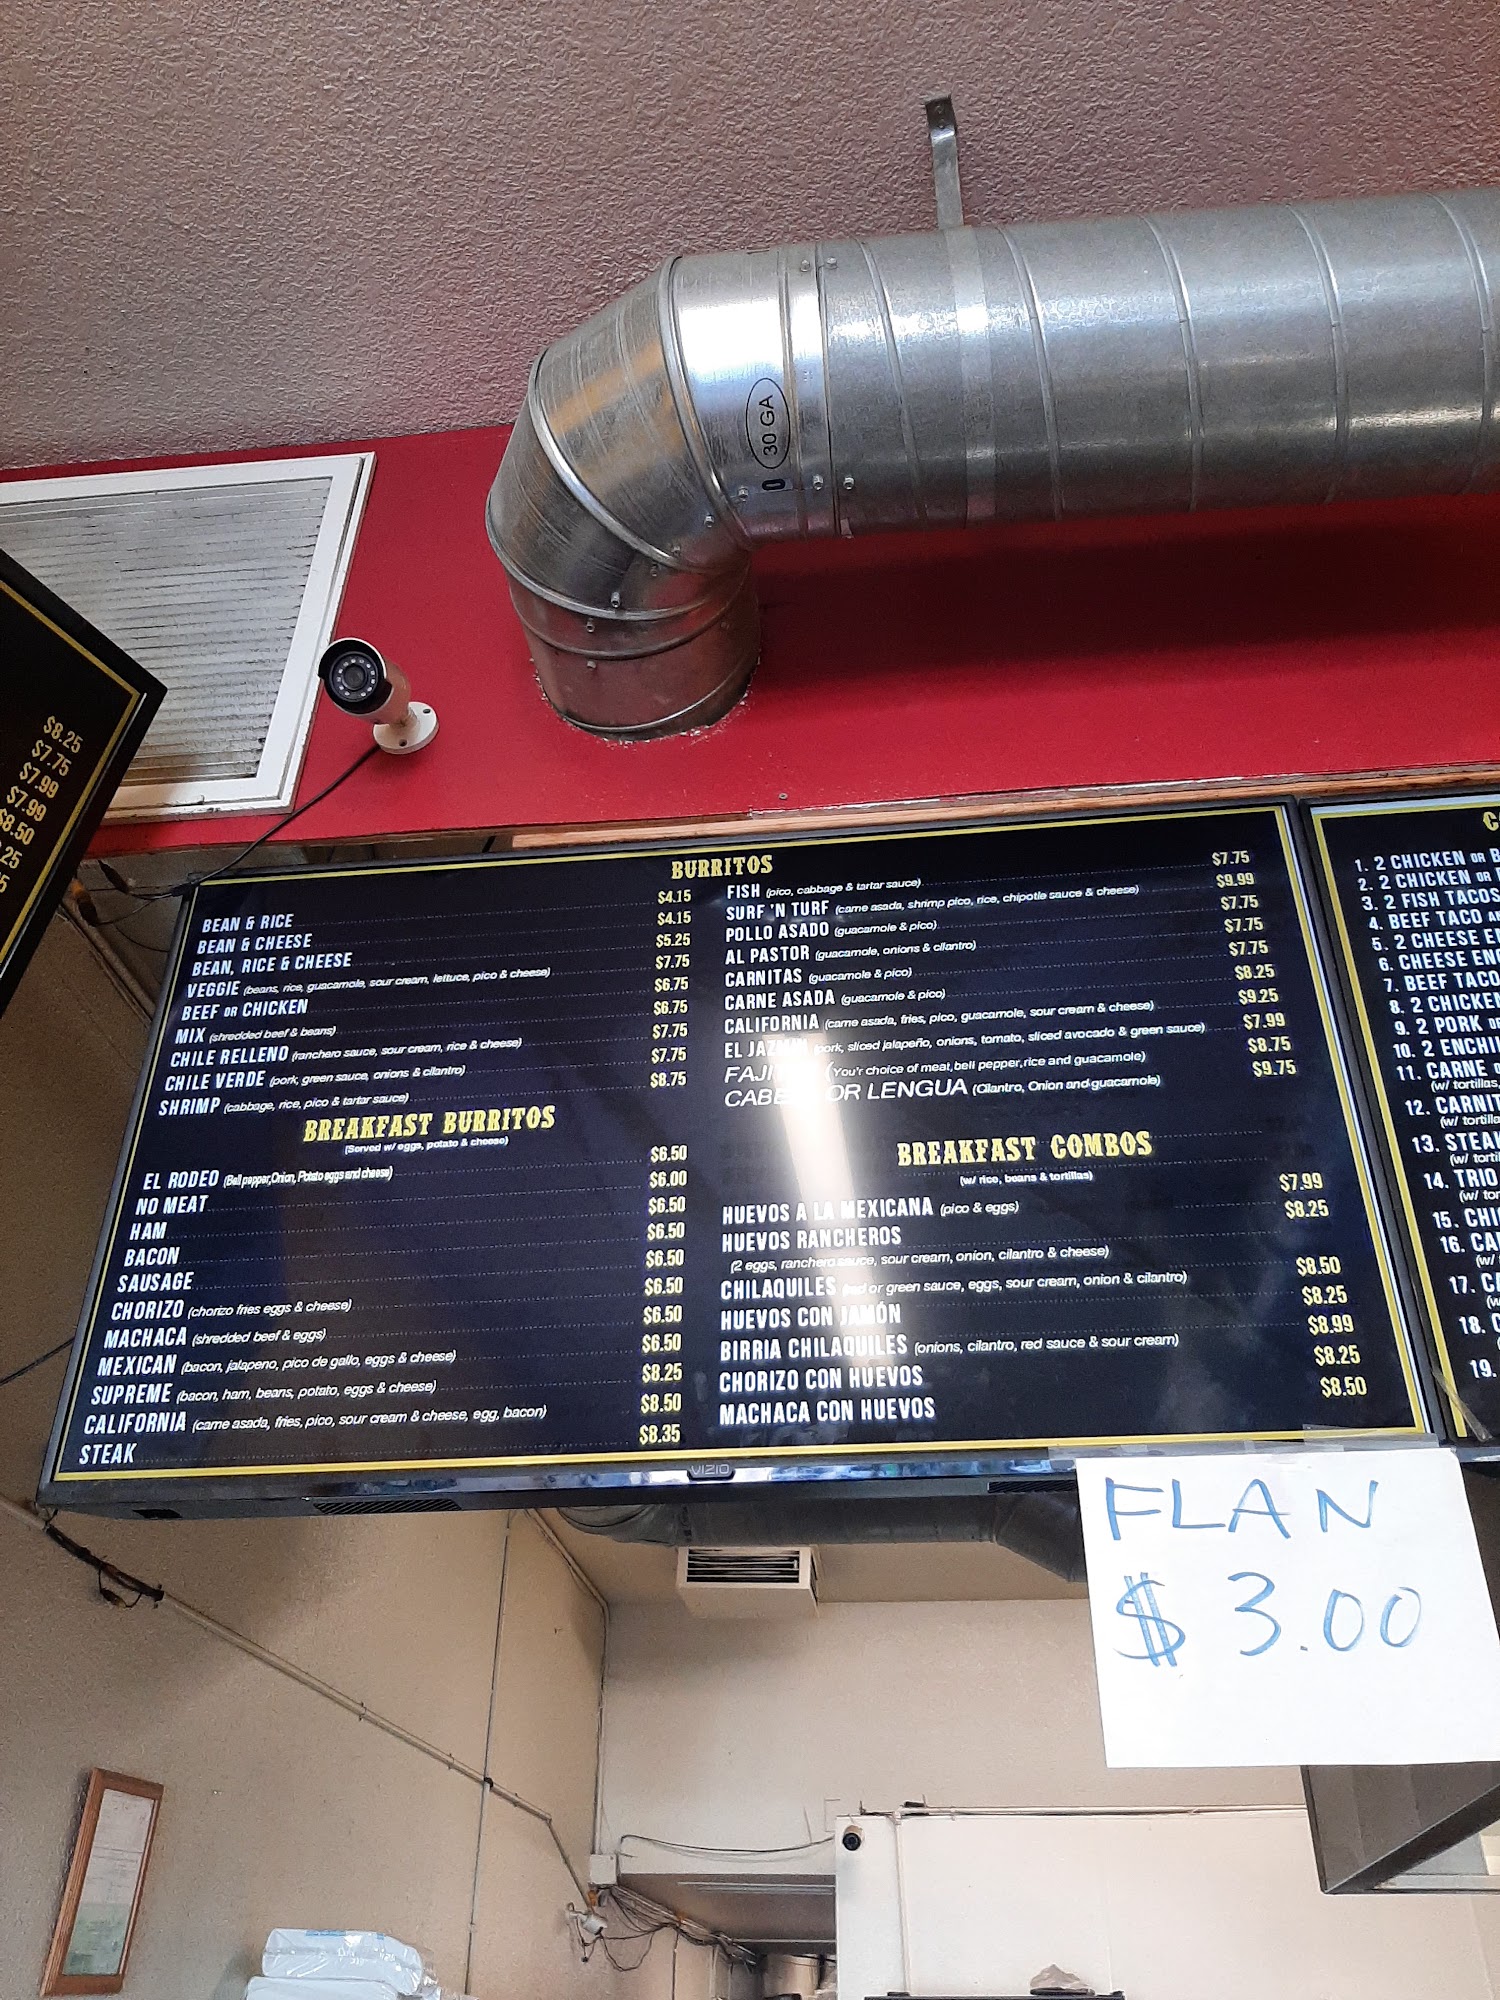 30 GA
$8.25
$7.75
$7.99
$7.99
$8.50
BURRITOS
BEAN & RICE $4.15
BEAN & CHEESE $4.15
BEAN, RICE & CHEESE $5.25
VEGGIE (beans, rice, guacamole, sour cream, lettuce, pico & cheese) $7.75
BEEF OR CHICKEN $6.75
MIX (shredded beef & beans) $6.75
CHILE RELLENO (ranchero sauce, sour cream, rice & cheese) $7.75
CHILE VERDE (pork, green sauce, onions & cilantro) $7.75
SHRIMP (cabbage, rice, pico & tartar sauce) $8.75
FISH (pico, cabbage & tartar sauce) $7.75
SURF 'N TURF (carne asada, shrimp pico, rice, chipotle sauce & cheese) $9.99
POLLO ASADO (guacamole & pico) $7.75
AL PASTOR (guacamole, onions & cilantro) $7.75
CARNITAS (guacamole & pico) $7.75
CARNE ASADA (guacamole & pico) $8.25
CALIFORNIA (carne asada, fries, pico, guacamole, sour cream & cheese) $9.25
EL (pork, sliced jalapeño, onions, tomato, sliced avocado & green sauce) $7.99
(You'r choice of meat, bell pepper, rice and guacamole) $8.75
OR LENGUA (Cilantro, Onion and guacamole) $9.75
BREAKFAST BURRITOS
(Served w/ eggs, potato & cheese)
EL RODEO (Bell pepper, Onion, Potato eggs and cheese) $6.50
NO MEAT $6.00
HAM $6.50
BACON $6.50
SAUSAGE $6.50
CHORIZO (chorizo fries eggs & cheese) $6.50
MACHACA (shredded beef & eggs) $6.50
MEXICAN (bacon, jalapeno, pico de gallo, eggs & cheese) $6.50
SUPREME (bacon, ham, beans, potato, eggs & cheese) $8.25
CALIFORNIA (carne asada, fries, pico, sour cream & cheese, egg, bacon) $8.50
STEAK $8.35
BREAKFAST COMBOS
(w/ rice, beans & tortillas)
HUEVOS A LA MEXICANA (pico & eggs) $7.99
HUEVOS RANCHEROS $8.25
(2 eggs, ranchero sauce, sour cream, onion, cilantro & cheese)
CHILAQUILES (red or green sauce, eggs, sour cream, onion & cilantro) $8.50
HUEVOS CON JAMÓN $8.25
BIRRIA CHILAQUILES (onions, cilantro, red sauce & sour cream) $8.99
CHORIZO CON HUEVOS $8.25
MACHACA CON HUEVOS $8.50
VIZIO
1. 2 CHICKEN OR
2. 2 CHICKEN OR
3. 2 FISH TACOS
4. BEEF TACO
5. 2 CHEESE
6. CHEESE
7. BEEF TACO
8. 2 CHICKEN
9. 2 PORK
10. 2
11. CARNE
(w/ tortillas,
12.
(w/
13.
(w/
14. TRIO
(w/
15.
16.
(w/
17.
18.
19.
FLAN
$3.00